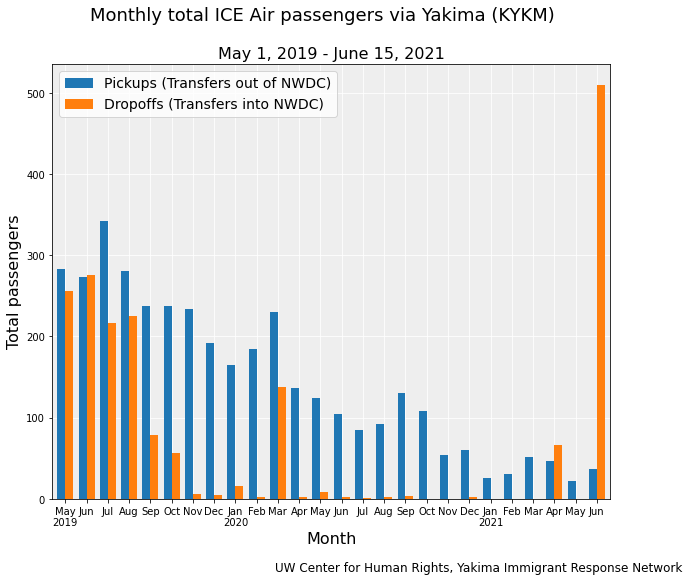 Monthly total ICE Air passengers via Yakima (KYKM)
May 1, 2019 - June 15, 2021
Pickups (Transfers out of NWDC)
Dropoffs (Transfers into NWDC)
Total passengers
500
400
300
200
100
0
May Jun Jul Aug Sep Oct Nov Dec Jan Feb Mar Apr May Jun Jul Aug Sep Oct Nov Dec Jan Feb Mar Apr May Jun
2019 2020 2021
Month
UW Center for Human Rights, Yakima Immigrant Response Network